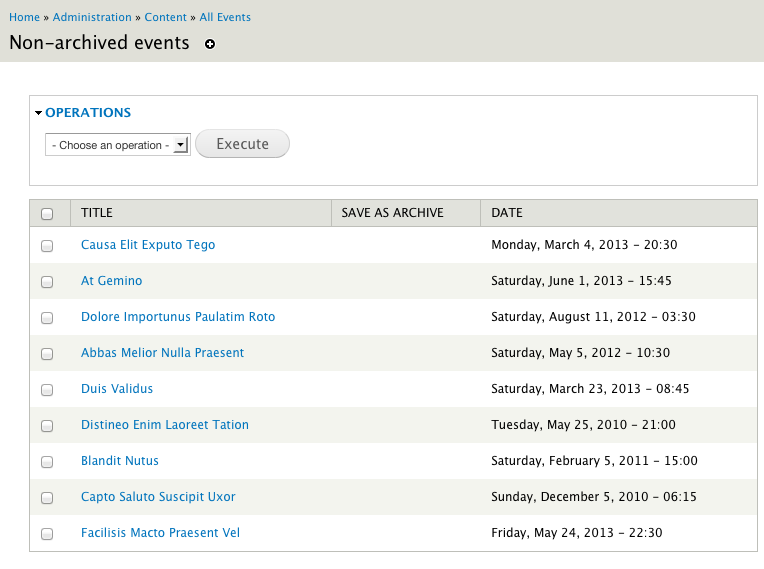 Home » Administration » Content » All Events
Non-archived events
OPERATIONS
- Choose an operation - Execute
TITLE SAVE AS ARCHIVE DATE
Causa Elit Exputo Tego Monday, March 4, 2013 - 20:30
At Gemino Saturday, June 1, 2013 - 15:45
Dolore Importunus Paulatim Roto Saturday, August 11, 2012 - 03:30
Abbas Melior Nulla Praesent Saturday, May 5, 2012 - 10:30
Duis Validus Saturday, March 23, 2013 - 08:45
Distineo Enim Laoreet Tation Tuesday, May 25, 2010 - 21:00
Blandit Nutus Saturday, February 5, 2011 - 15:00
Capto Saluto Suscipit Uxor Sunday, December 5, 2010 - 06:15
Facilisis Macto Praesent Vel Friday, May 24, 2013 - 22:30